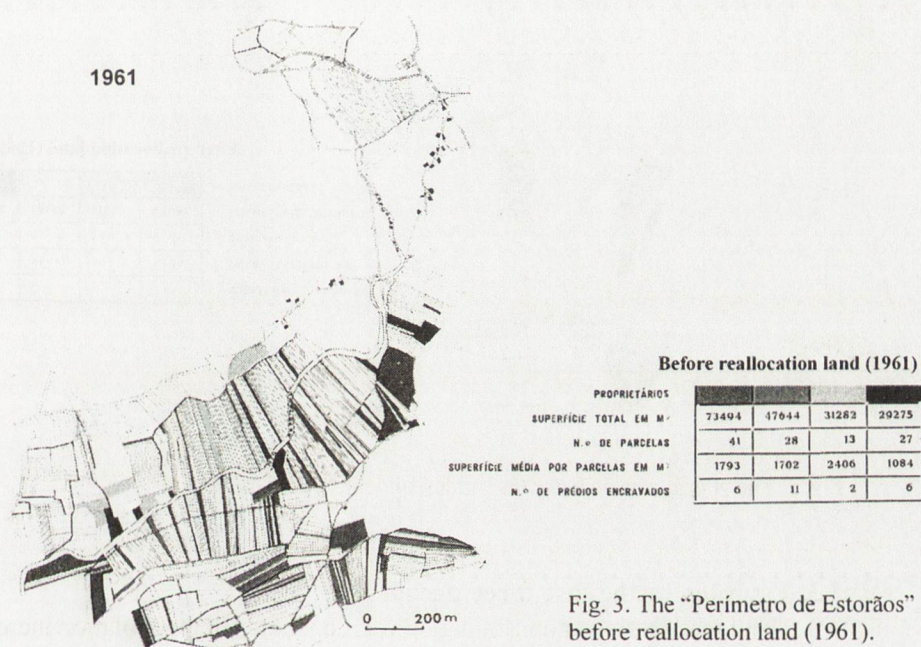 1961
Before reallocation land (1961)
PROPRIETÁRIOS
SUPERFÍCIE TOTAL EM M² 73494 47644 31282 29275
N.º DE PARCELAS 41 28 13 27
SUPERFÍCIE MÉDIA POR PARCELAS EM M² 1793 1702 2406 1084
N.º DE PRÉDIOS ENCRAVADOS 6 11 2 6
0 200 m
Fig. 3. The “Perímetro de Estorãos”
before reallocation land (1961).